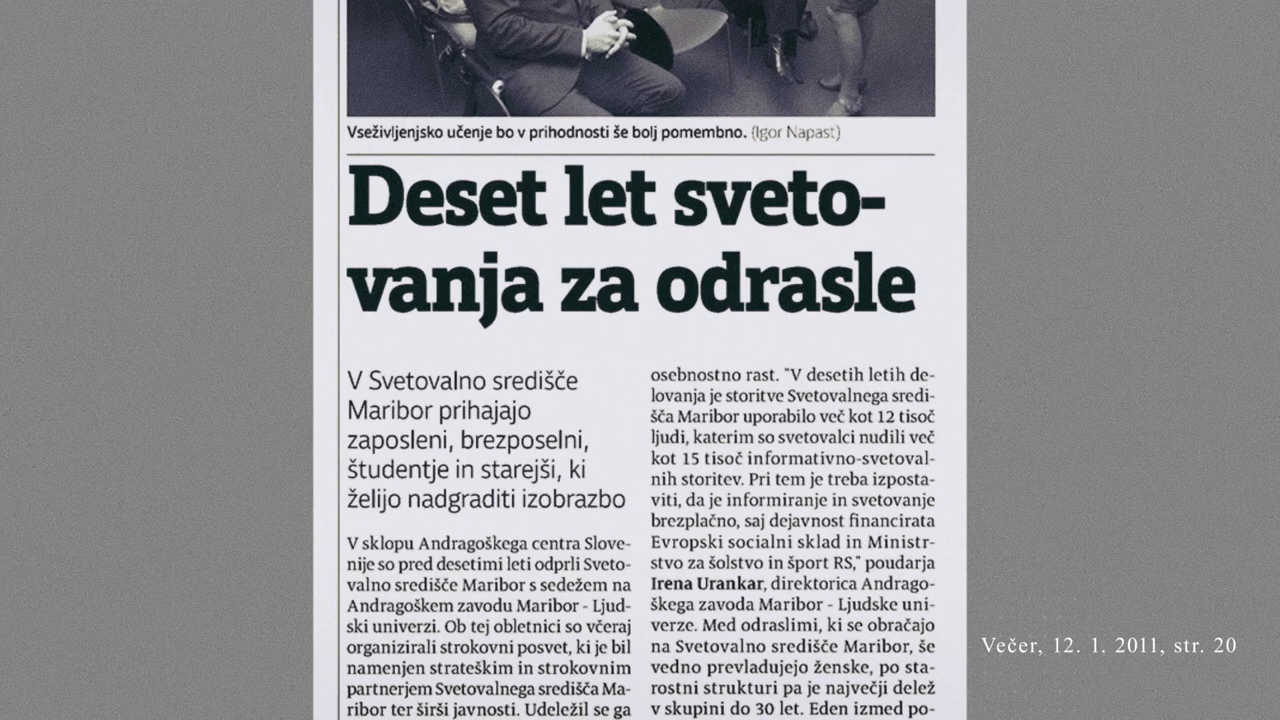 Vseživljenjsko učenje bo v prihodnosti še bolj pomembno. (Igor Napast)
Deset let sveto-
vanja za odrasle
V Svetovalno središče
Maribor prihajajo
zaposleni, brezposelni,
študentje in starejši, ki
želijo nadgraditi izobrazbo
V sklopu Andragoškega centra Slove-
nije so pred desetimi leti odprli Sveto-
valno središče Maribor s sedežem na
Andragoškem zavodu Maribor - Ljud-
ski univerzi. Ob tej obletnici so včeraj
organizirali strokovni posvet, ki je bil
namenjen strateškim in strokovnim
partnerjem Svetovalnega središča Ma-
ribor ter širši javnosti. Udeležil se ga
osebnostno rast. "V desetih letih de-
lovanja je storitve Svetovalnega sredi-
šča Maribor uporabilo več kot 12 tisoč
ljudi, katerim so svetovalci nudili več
kot 15 tisoč informativno-svetoval-
nih storitev. Pri tem je treba izposta-
viti, da je informiranje in svetovanje
brezplačno, saj dejavnost financirata
Evropski socialni sklad in Ministr-
stvo za šolstvo in šport RS," poudarja
Irena Urankar, direktorica Andrago-
škega zavoda Maribor - Ljudske uni-
verze. Med odraslimi, ki se obračajo
na Svetovalno središče Maribor, še
vedno prevladujejo ženske, po sta-
rostni strukturi pa je največji delež
v skupini do 30 let. Eden izmed po-
Večer, 12. 1. 2011, str. 20